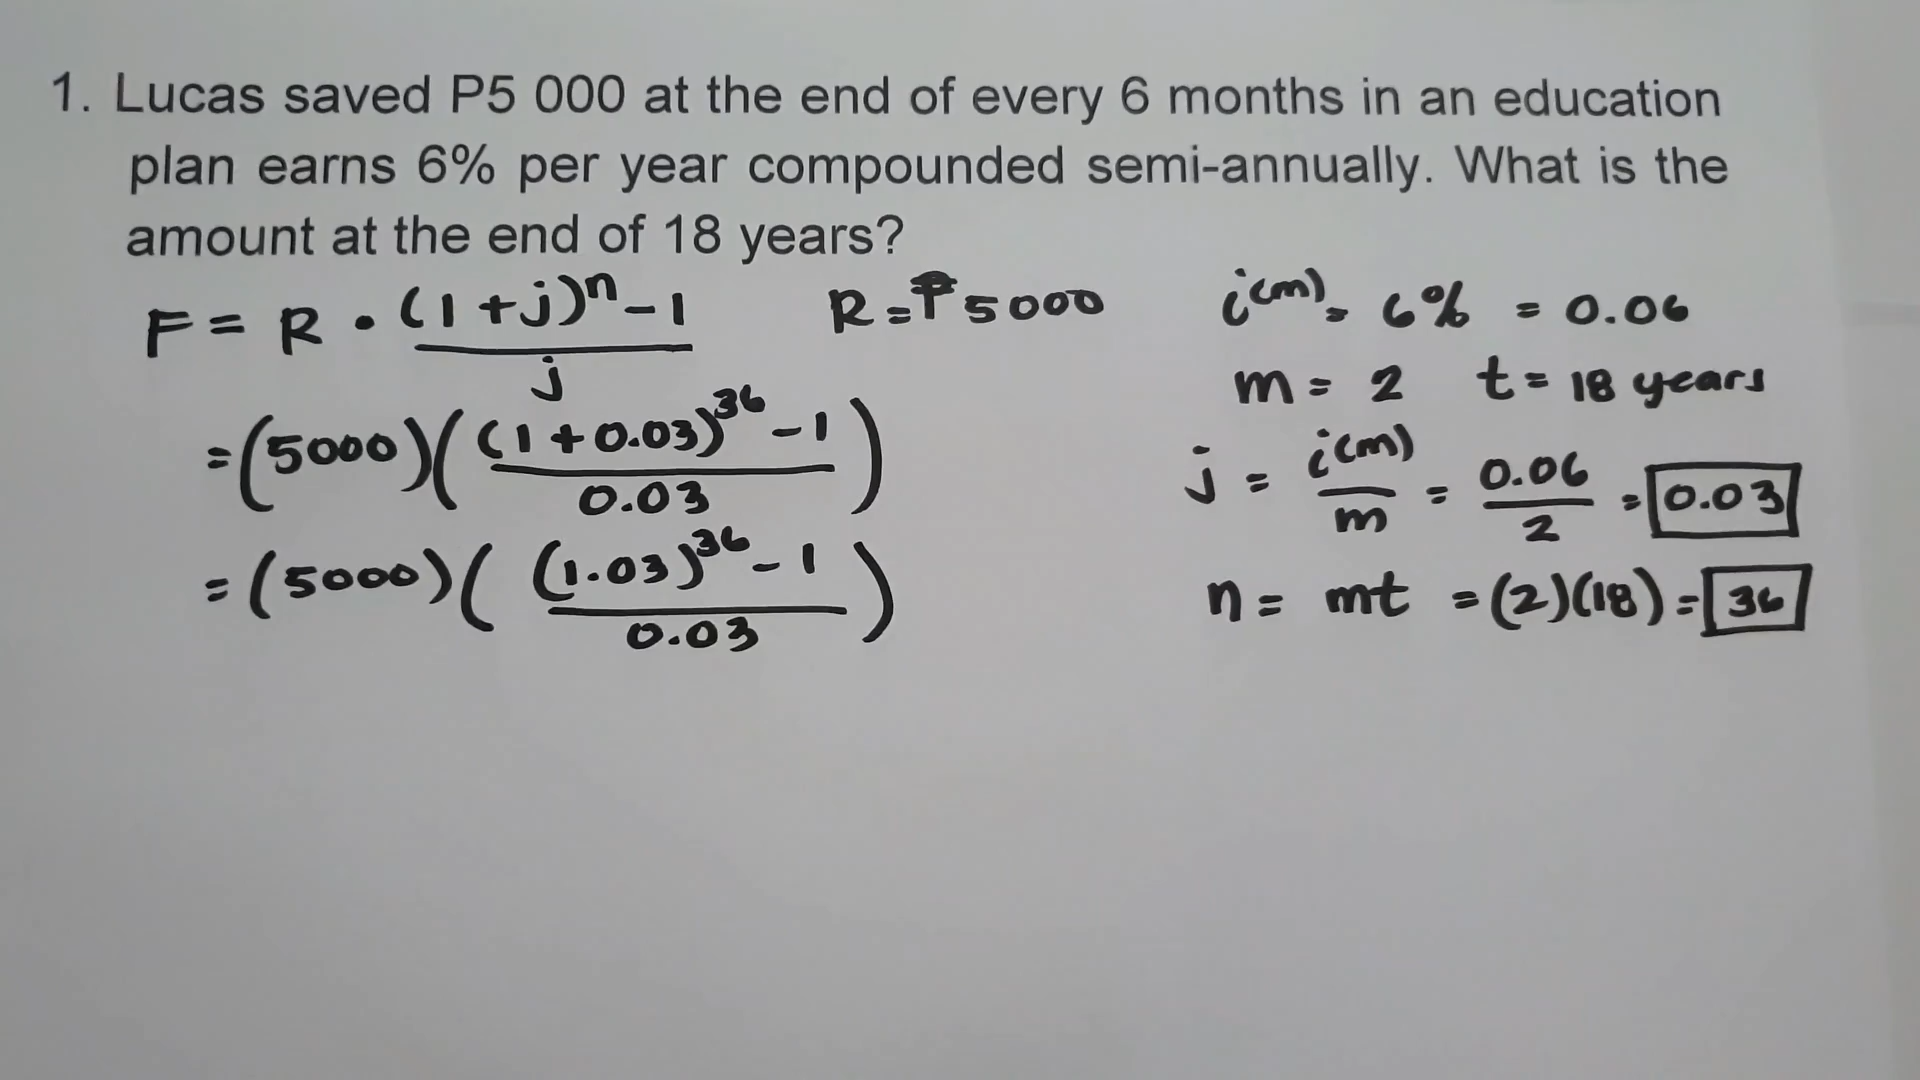 1. Lucas saved P5 000 at the end of every 6 months in an education
plan earns 6% per year compounded semi-annually. What is the
amount at the end of 18 years?
F = R · (1 + j)ⁿ - 1 / j
= (5000) ( (1 + 0.03)³⁶ - 1 / 0.03 )
= (5000) ( (1.03)³⁶ - 1 / 0.03 )
R = ₱5000
i⁽ᵐ⁾ = 6% = 0.06
m = 2 t = 18 years
j = i⁽ᵐ⁾ / m = 0.06 / 2 = 0.03
n = mt = (2)(18) = 36